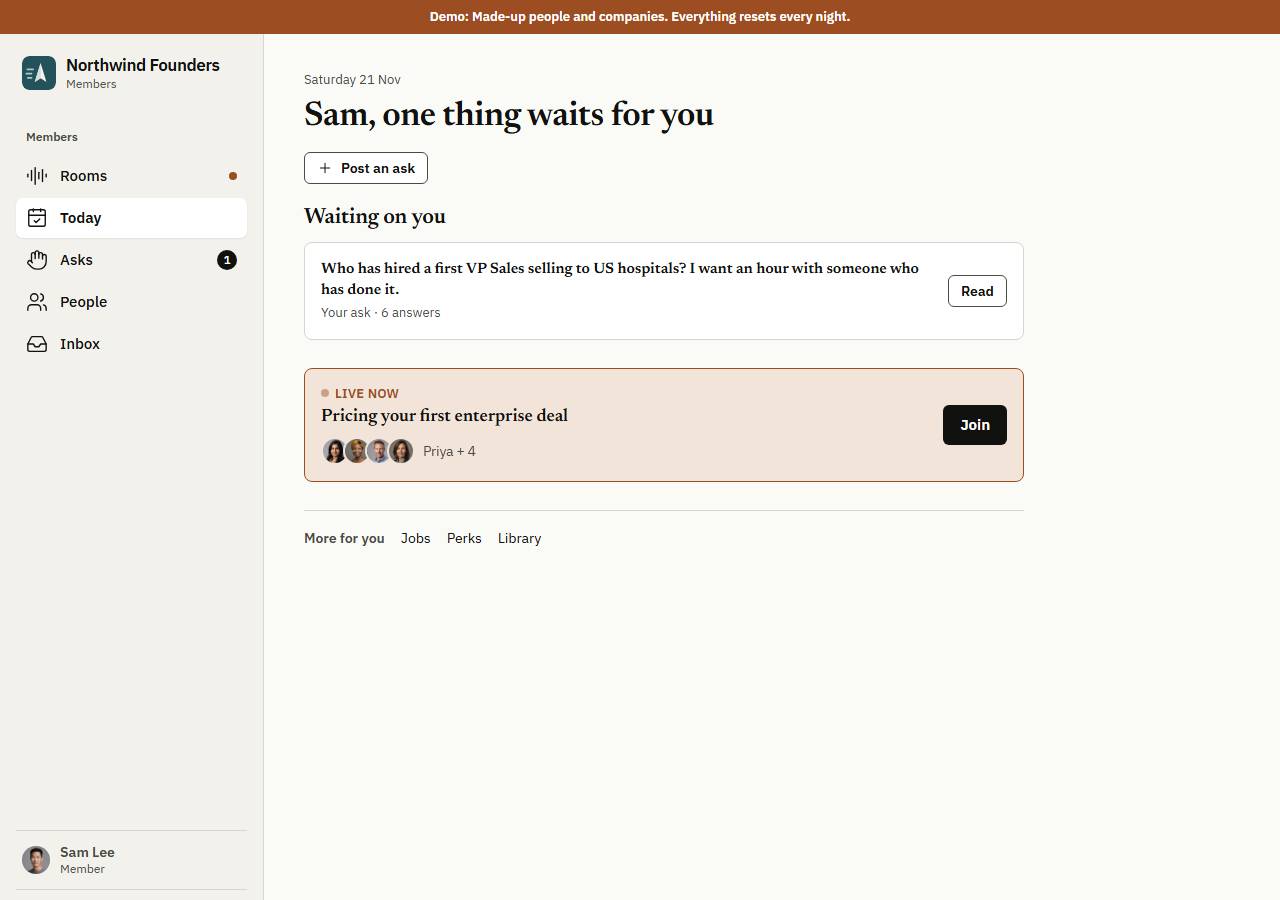 Demo: Made-up people and companies. Everything resets every night.
Northwind Founders
Members
Members
Rooms
Today
Asks 1
People
Inbox
Sam Lee
Member
Saturday 21 Nov
Sam, one thing waits for you
Post an ask
Waiting on you
Who has hired a first VP Sales selling to US hospitals? I want an hour with someone who
has done it.
Your ask · 6 answers
Read
LIVE NOW
Pricing your first enterprise deal
Priya + 4
Join
More for you Jobs Perks Library